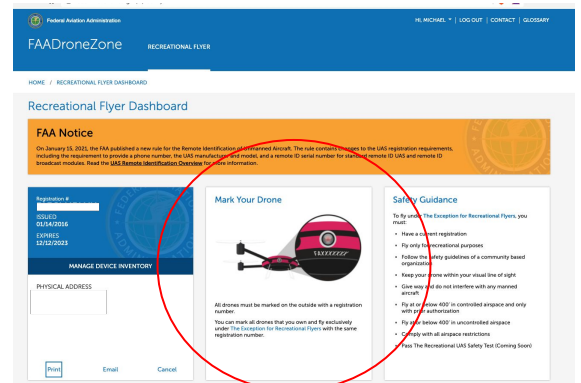 Federal Aviation Administration
HI, MICHAEL | LOG OUT | CONTACT | GLOSSARY
FAADroneZone
RECREATIONAL FLYER
HOME / RECREATIONAL FLYER DASHBOARD
Recreational Flyer Dashboard
FAA Notice
On January 15, 2021, the FAA published a new rule for the Remote Identification of Unmanned Aircraft. The rule contains changes to the UAS registration requirements,
including the requirement to provide a phone number, the UAS manufacturer and model, and a remote ID serial number for standard remote ID UAS and remote ID
broadcast modules. Read the UAS Remote Identification Overview for more information.
Registration #
ISSUED
01/14/2016
EXPIRES
12/12/2023
MANAGE DEVICE INVENTORY
PHYSICAL ADDRESS
Print
Email
Cancel
Mark Your Drone
FAXXXXZZ
All drones must be marked on the outside with a registration
number.
You can mark all drones that you own and fly exclusively
under The Exception for Recreational Flyers with the same
registration number.
Safety Guidance
To fly under The Exception for Recreational Flyers, you
must:
• Have a current registration
• Fly only for recreational purposes
• Follow the safety guidelines of a community based
organization
• Keep your drone within your visual line of sight
• Give way and do not interfere with any manned
aircraft
• Fly at or below 400' in controlled airspace and only
with prior authorization
• Fly at or below 400' in uncontrolled airspace
• Comply with all airspace restrictions
• Pass The Recreational UAS Safety Test (Coming Soon)